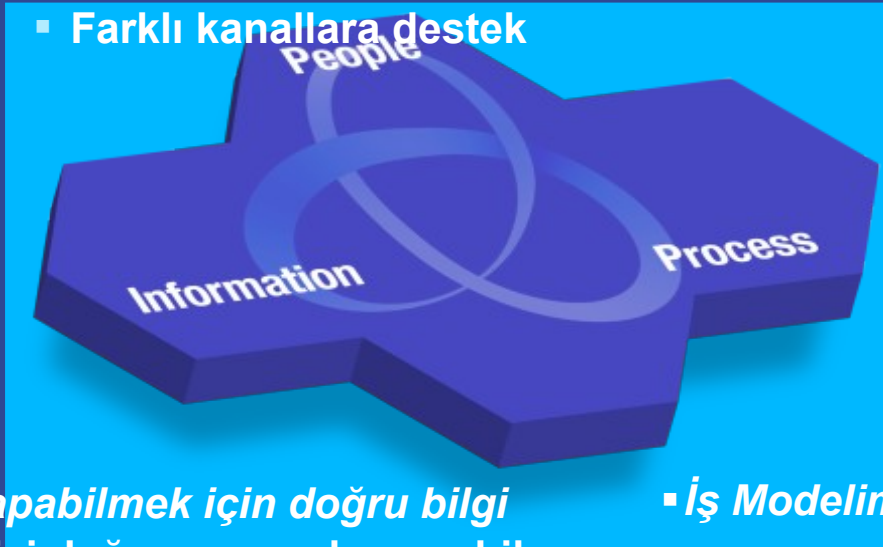 ▪ Farklı kanallara destek
People
Process
Information
apabilmek için doğru bilgi
▪ İş Modelin